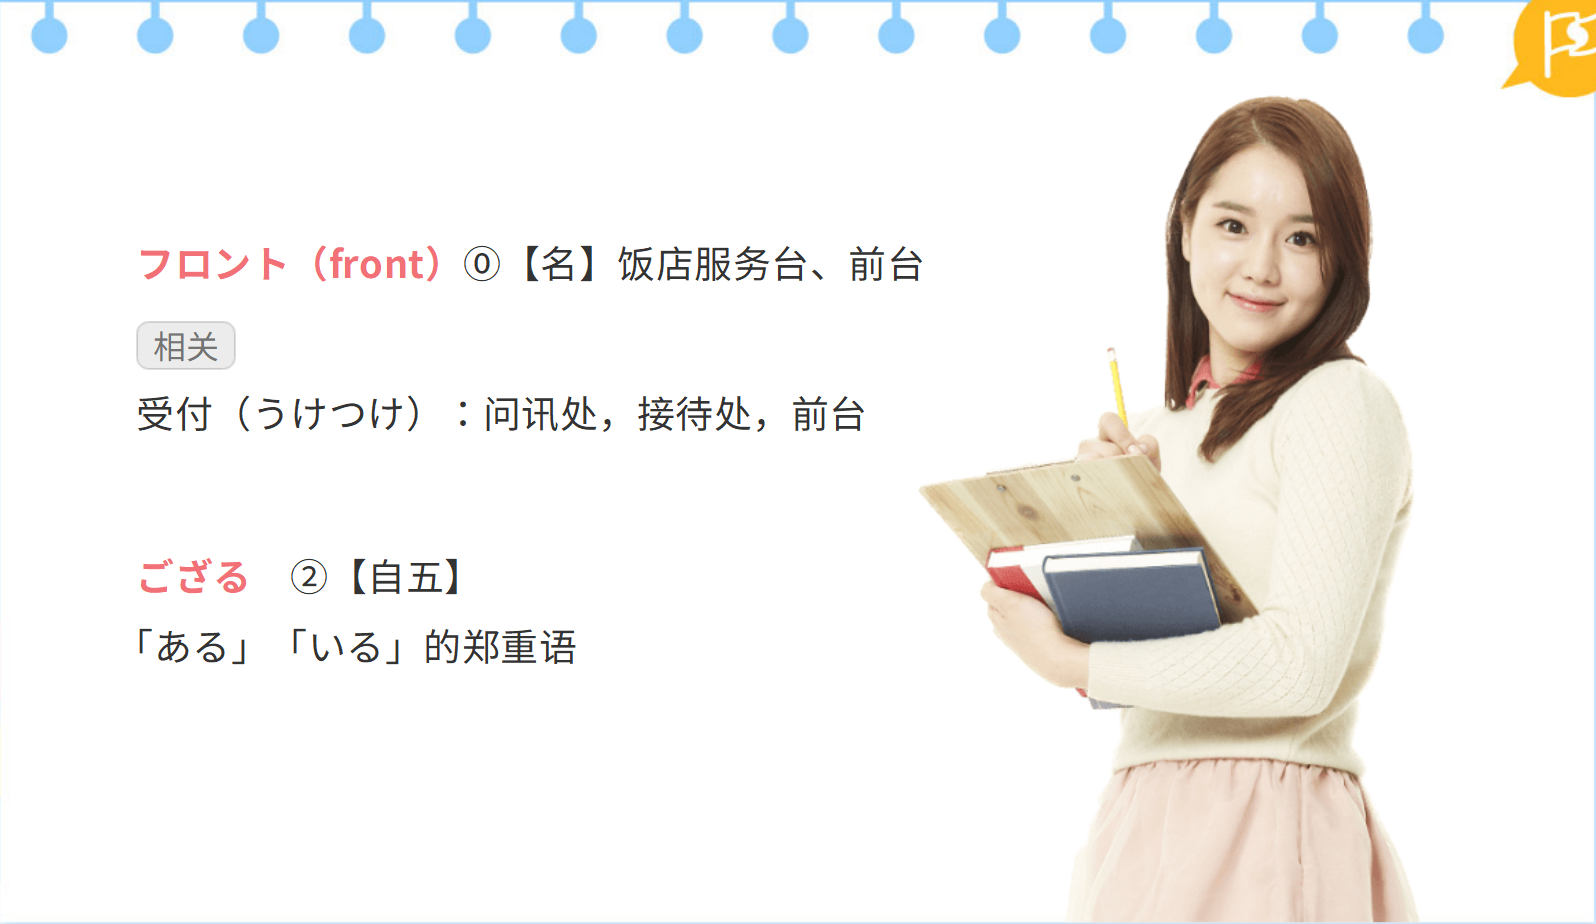 フロント（front）⓪【名】饭店服务台、前台
相关
受付（うけつけ）：问讯处，接待处，前台
ござる　②【自五】
「ある」「いる」的郑重语